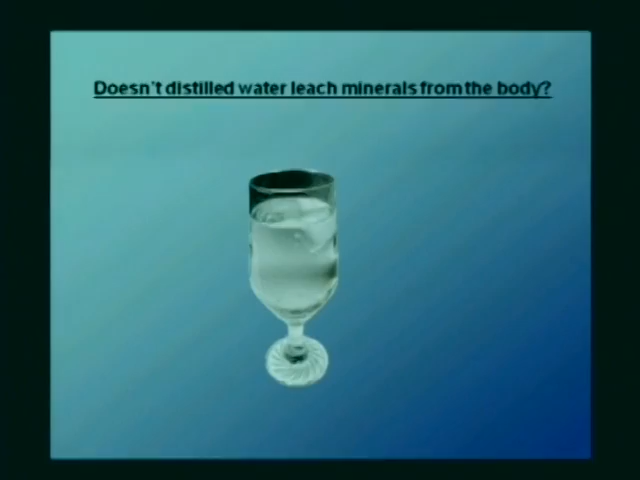 Doesn't distilled water leach minerals from the body?